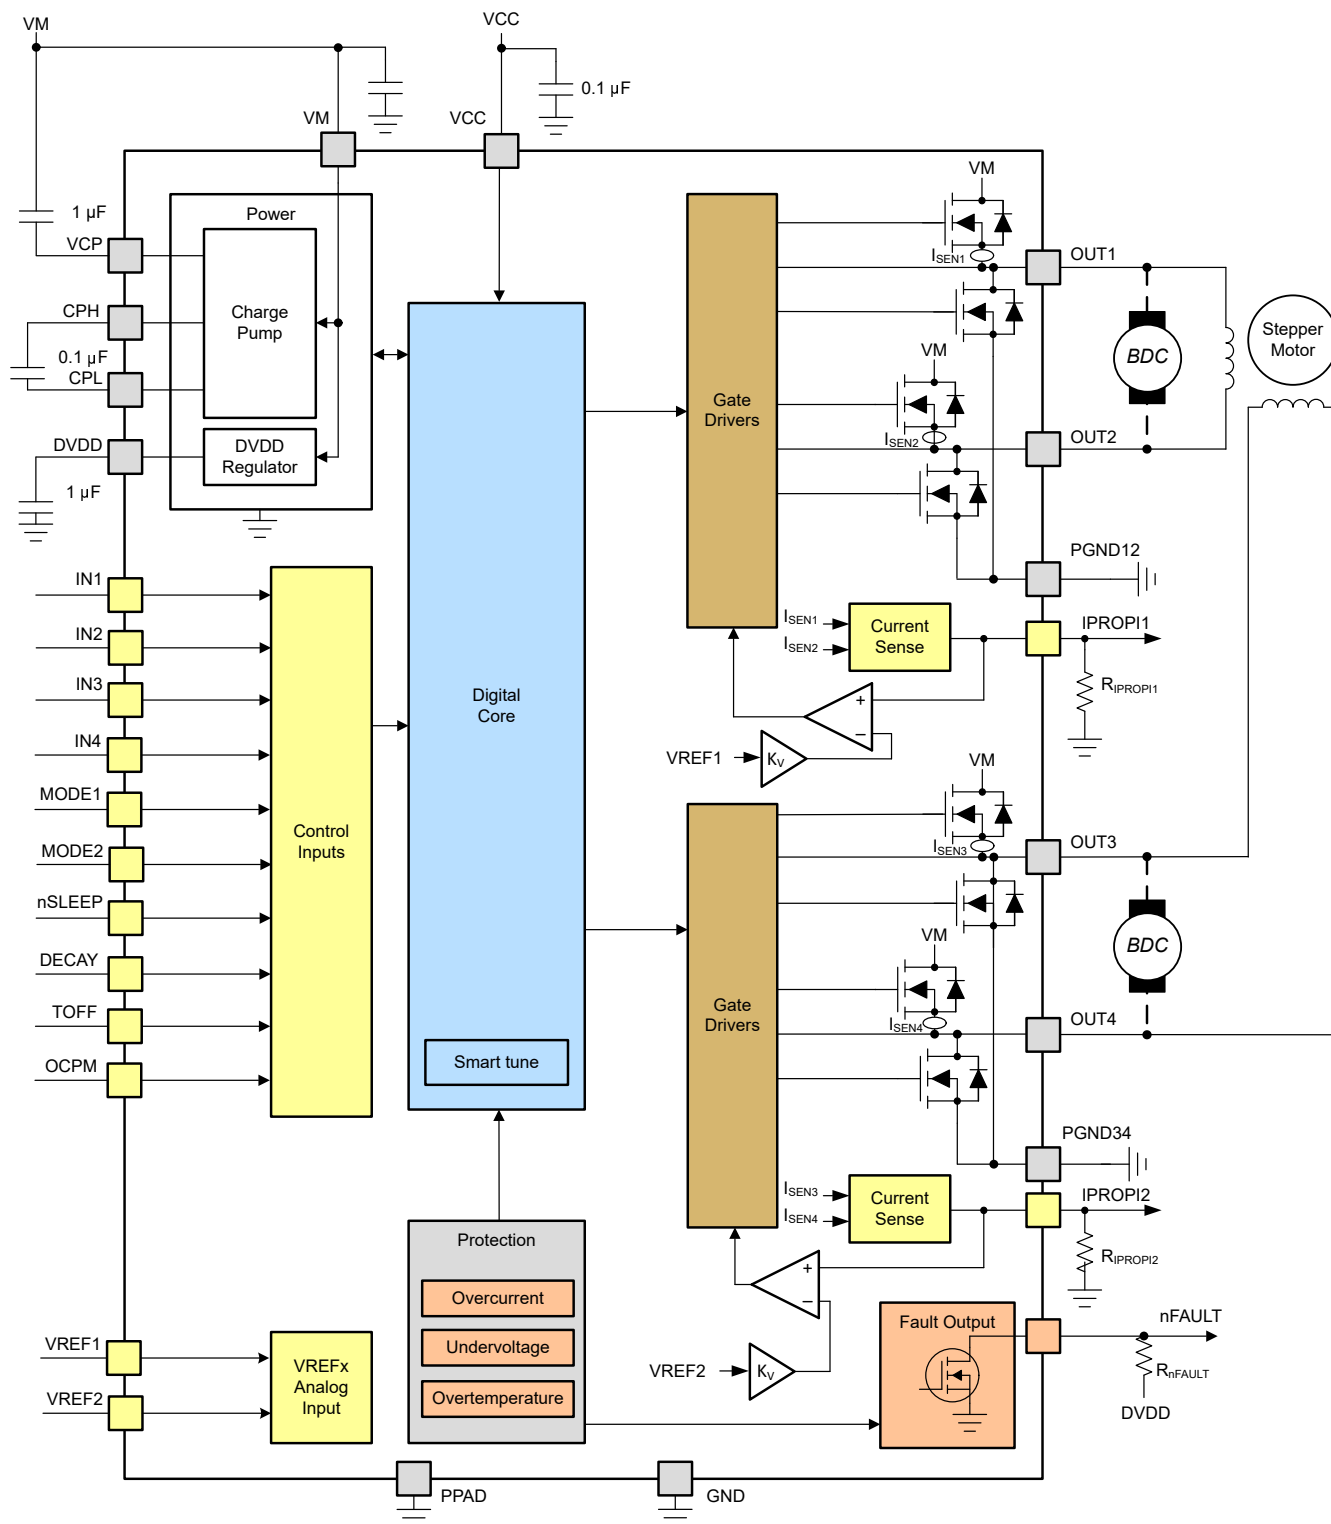 VM
VCC
0.1 µF
VM
VCC
1 µF
Power
VCP
CPH
Charge
Pump
0.1 µF
CPL
DVDD
DVDD
Regulator
1 µF
IN1
IN2
IN3
IN4
MODE1
MODE2
nSLEEP
DECAY
TOFF
OCPM
Control
Inputs
Digital
Core
Smart tune
Protection
Overcurrent
Undervoltage
Overtemperature
VREF1
VREF2
VREFx
Analog
Input
PPAD
GND
Gate
Drivers
VM
ISEN1
OUT1
VM
ISEN2
OUT2
BDC
Stepper
Motor
PGND12
ISEN1
ISEN2
Current
Sense
IPROPI1
RIPROPI1
+
−
VREF1
KV
Gate
Drivers
VM
ISEN3
OUT3
VM
ISEN4
OUT4
BDC
PGND34
ISEN3
ISEN4
Current
Sense
IPROPI2
RIPROPI2
+
−
VREF2
KV
Fault Output
nFAULT
RnFAULT
DVDD